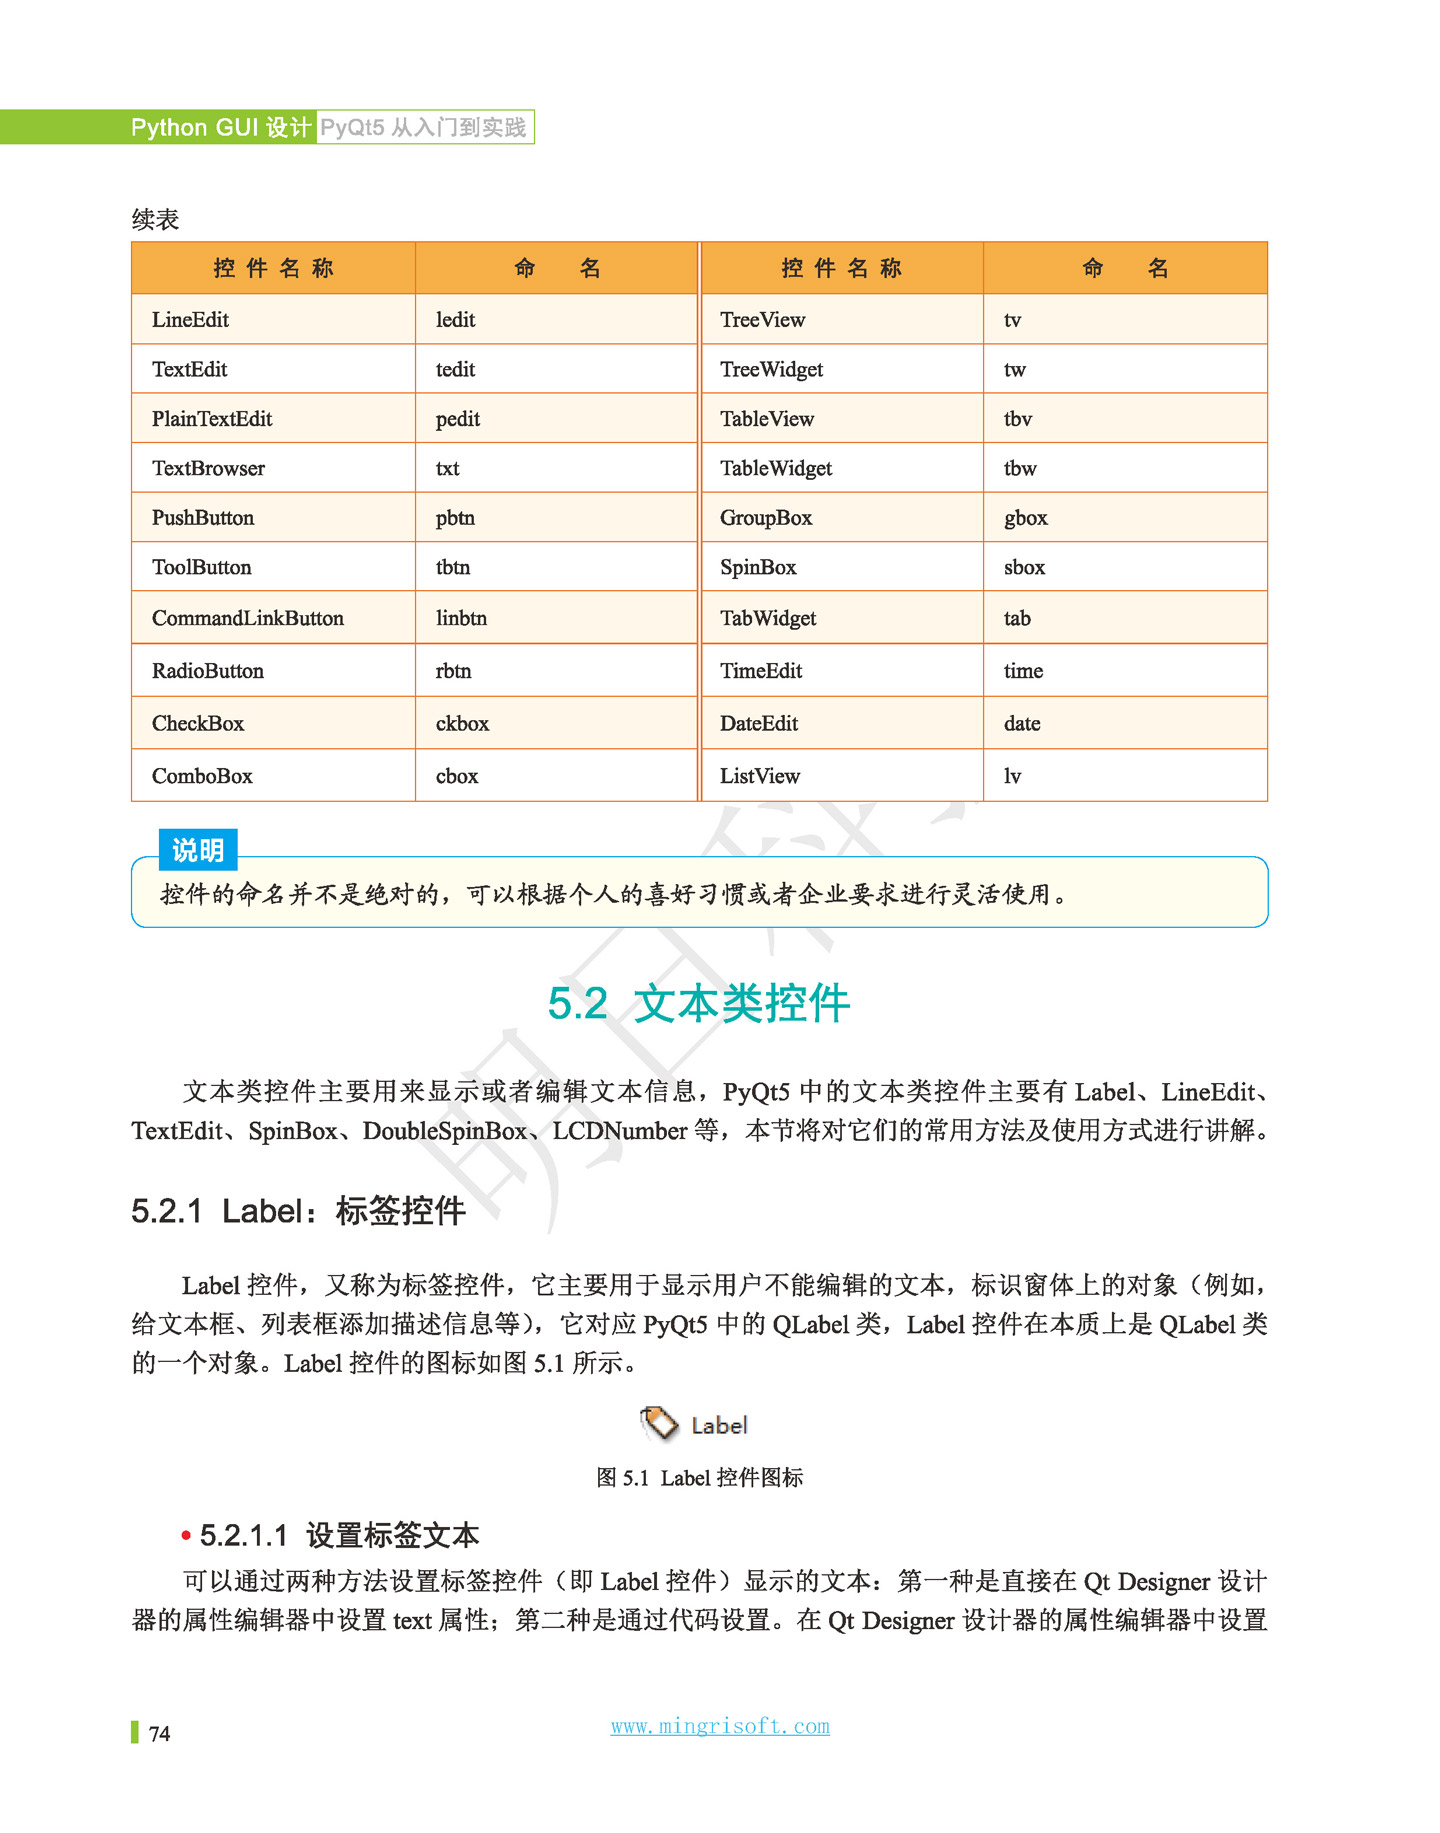 Python GUI 设计 PyQt5 从入门到实践
续表
控件名称 命 名 控件名称 命 名
LineEdit ledit TreeView tv
TextEdit tedit TreeWidget tw
PlainTextEdit pedit TableView tbv
TextBrowser txt TableWidget tbw
PushButton pbtn GroupBox gbox
ToolButton tbtn SpinBox sbox
CommandLinkButton linbtn TabWidget tab
RadioButton rbtn TimeEdit time
CheckBox ckbox DateEdit date
ComboBox cbox ListView lv
说明
控件的命名并不是绝对的，可以根据个人的喜好习惯或者企业要求进行灵活使用。
5.2 文本类控件
文本类控件主要用来显示或者编辑文本信息，PyQt5 中的文本类控件主要有 Label、LineEdit、
TextEdit、SpinBox、DoubleSpinBox、LCDNumber 等，本节将对它们的常用方法及使用方式进行讲解。
5.2.1 Label：标签控件
Label 控件，又称为标签控件，它主要用于显示用户不能编辑的文本，标识窗体上的对象（例如，
给文本框、列表框添加描述信息等），它对应 PyQt5 中的 QLabel 类，Label 控件在本质上是 QLabel 类
的一个对象。Label 控件的图标如图 5.1 所示。
Label
图 5.1 Label 控件图标
• 5.2.1.1 设置标签文本
可以通过两种方法设置标签控件（即 Label 控件）显示的文本：第一种是直接在 Qt Designer 设计
器的属性编辑器中设置 text 属性；第二种是通过代码设置。在 Qt Designer 设计器的属性编辑器中设置
74
www.mingrisoft.com
明日科